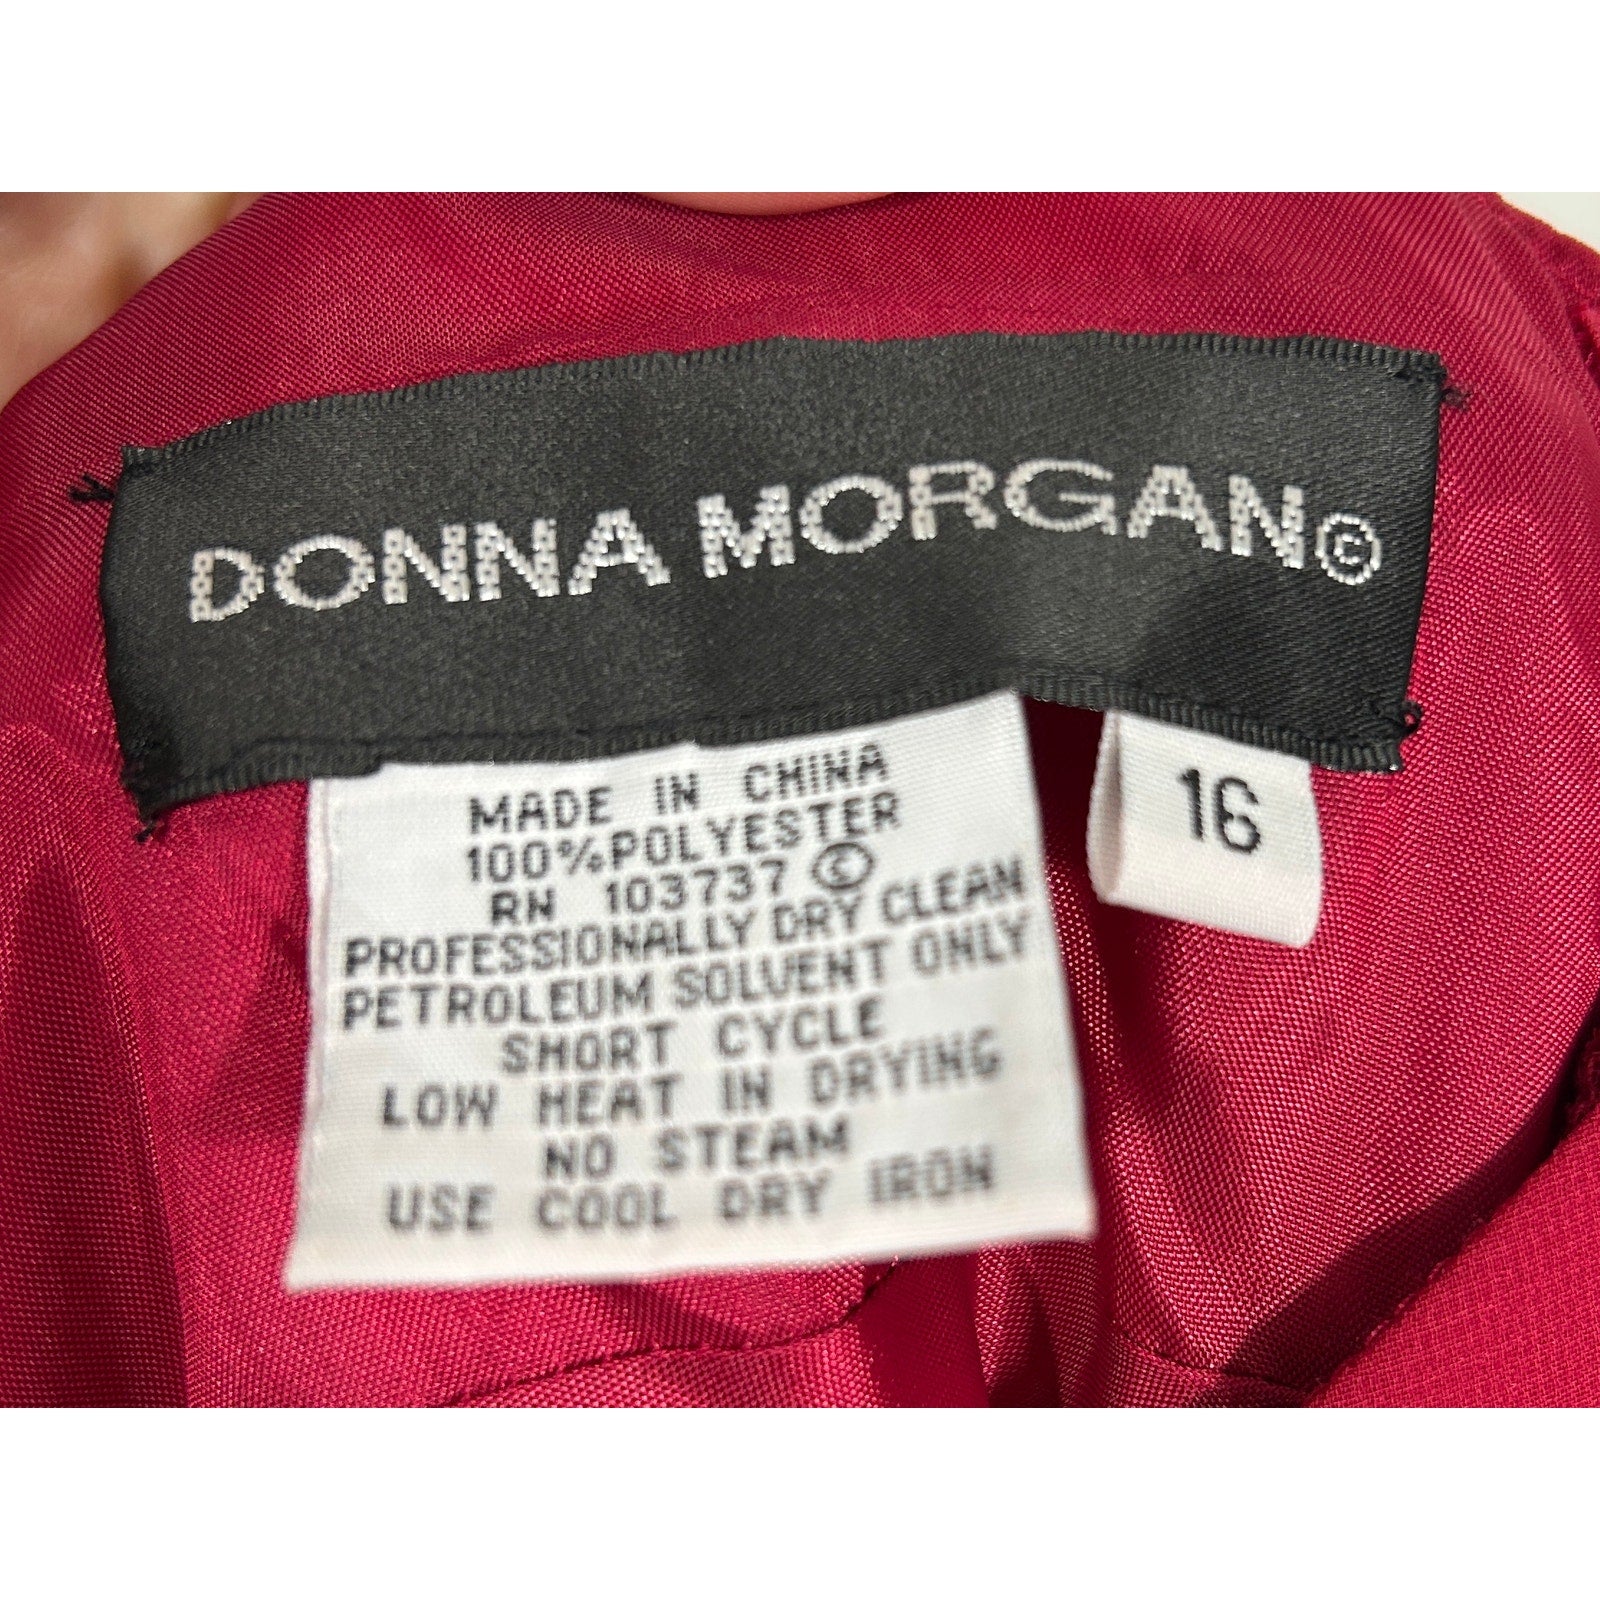 DONNA MORGAN©
16
MADE IN CHINA
100%POLYESTER
RN 103737 ©
PROFESSIONALLY DRY CLEAN
PETROLEUM SOLVENT ONLY
SHORT CYCLE
LOW HEAT IN DRYING
NO STEAM
USE COOL DRY IRON